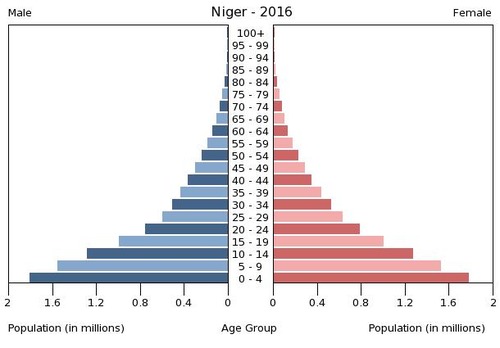 Male Niger - 2016 Female
100+
95 - 99
90 - 94
85 - 89
80 - 84
75 - 79
70 - 74
65 - 69
60 - 64
55 - 59
50 - 54
45 - 49
40 - 44
35 - 39
30 - 34
25 - 29
20 - 24
15 - 19
10 - 14
5 - 9
0 - 4
2 1.6 1.2 0.8 0.4 0 0 0.4 0.8 1.2 1.6 2
Population (in millions) Age Group Population (in millions)